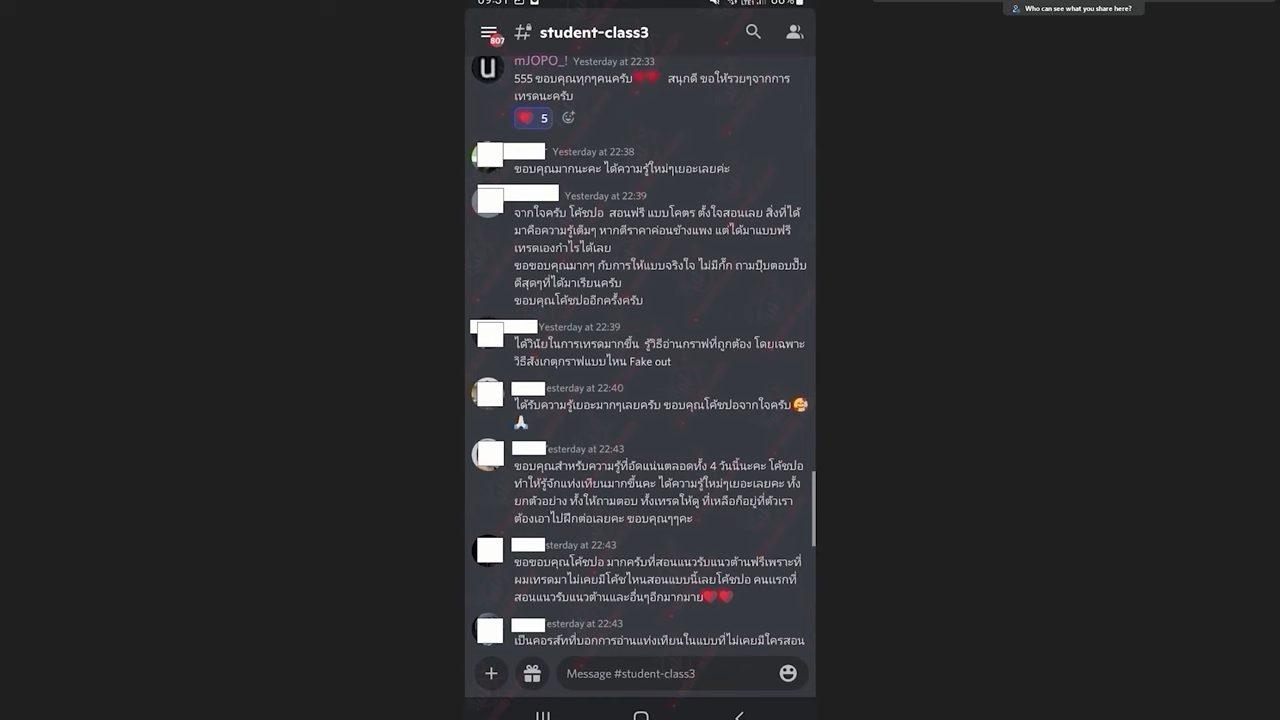 Who can see what you share here?
807
student-class3
mJOPO_! Yesterday at 22:33
555 ขอบคุณทุกๆคนครับ สนุกดี ขอให้รวยๆจากการ
เทรดนะครับ
5
Yesterday at 22:38
ขอบคุณมากนะคะ ได้ความรู้ใหม่ๆเยอะเลยค่ะ
Yesterday at 22:39
จากใจครับ โค้ชปอ สอนฟรี แบบโคตร ตั้งใจสอนเลย สิ่งที่ได้
มาคือความรู้เต็มๆ หากตีราคาค่อนข้างแพง แต่ได้มาแบบฟรี
เทรดเองกำไรได้เลย
ขอขอบคุณมากๆ กับการให้แบบจริงใจ ไม่มีกั๊ก ถามปุ๊บตอบปั๊บ
ดีสุดๆที่ได้มาเรียนครับ
ขอบคุณโค้ชปออีกครั้งครับ
Yesterday at 22:39
ได้วินัยในการเทรดมากขึ้น รู้วิธีอ่านกราฟที่ถูกต้อง โดยเฉพาะ
วิธีสังเกตุกราฟแบบไหน Fake out
esterday at 22:40
ได้รับความรู้เยอะมากๆเลยครับ ขอบคุณโค้ชปอจากใจครับ
esterday at 22:43
ขอบคุณสำหรับความรู้ที่อัดแน่นตลอดทั้ง 4 วันนี้นะคะ โค้ชปอ
ทำให้รู้จักแท่งเทียนมากขึ้นคะ ได้ความรู้ใหม่ๆเยอะเลยคะ ทั้ง
ยกตัวอย่าง ทั้งให้ถามตอบ ทั้งเทรดให้ดู ที่เหลือก็อยู่ที่ตัวเรา
ต้องเอาไปฝึกต่อเลยคะ ขอบคุณๆๆคะ
sterday at 22:43
ขอขอบคุณโค้ชปอ มากครับที่สอนแนวรับแนวต้านฟรีเพราะที่
ผมเทรดมาไม่เคยมีโค้ชไหนสอนแบบนี้เลยโค้ชปอ คนแรกที่
สอนแนวรับแนวต้านและอื่นๆอีกมากมาย
esterday at 22:43
เป็นคอร์สที่บอกการอ่านแท่งเทียนในแบบที่ไม่เคยมีใครสอน
Message #student-class3